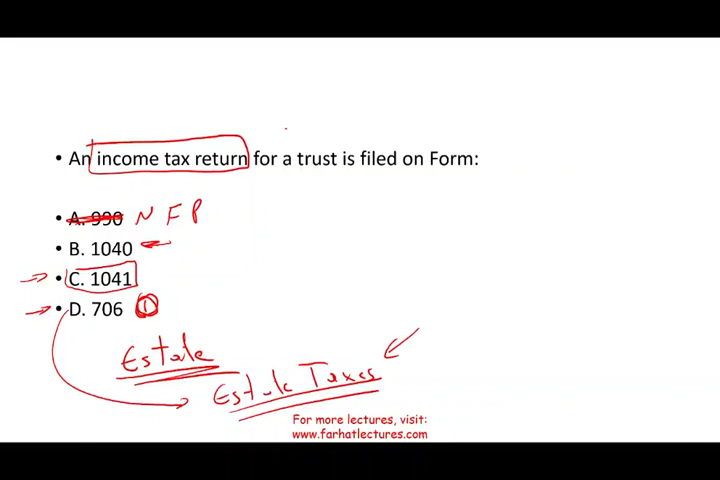 • An income tax return for a trust is filed on Form:
• A. 990 NFP
• B. 1040
• C. 1041
• D. 706 1
Estate
Estate Taxes
For more lectures, visit:
www.farhatlectures.com